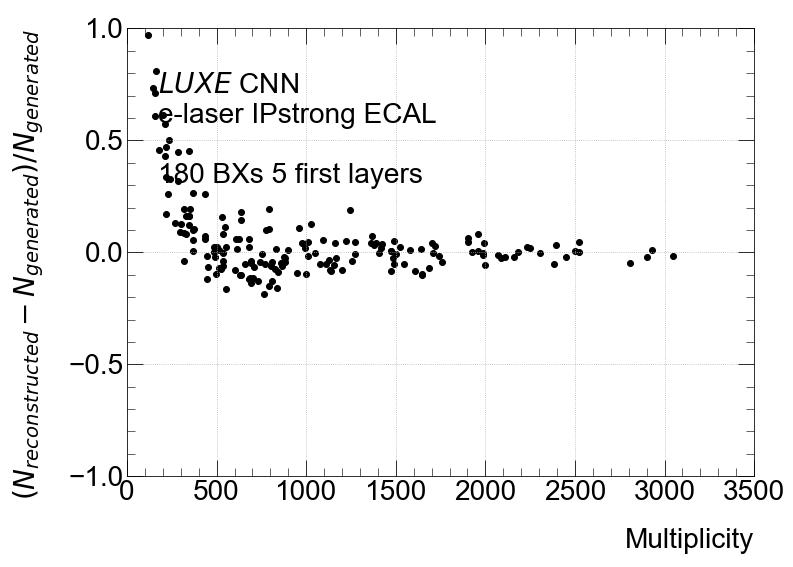 1.0
LUXE CNN
e-laser IPstrong ECAL
0.5
180 BXs 5 first layers
0.0
−0.5
−1.0
0 500 1000 1500 2000 2500 3000 3500
Multiplicity
(N_reconstructed − N_generated)/N_generated